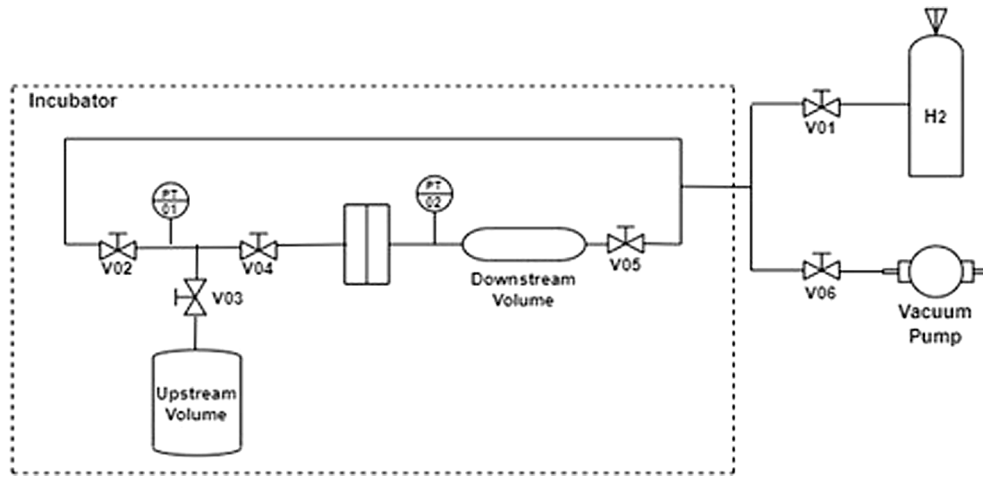 Incubator
H2
V01
PT
01
PT
02
V02
V04
V05
V03
Downstream
Volume
V06
Vacuum
Pump
Upstream
Volume